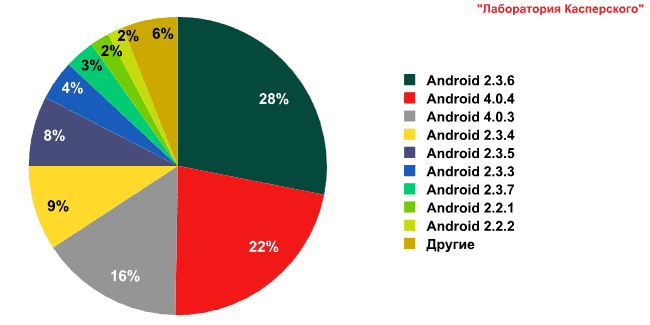 "Лаборатория Касперского"
28%
22%
16%
9%
8%
4%
3%
2%
2%
6%
Android 2.3.6
Android 4.0.4
Android 4.0.3
Android 2.3.4
Android 2.3.5
Android 2.3.3
Android 2.3.7
Android 2.2.1
Android 2.2.2
Другие